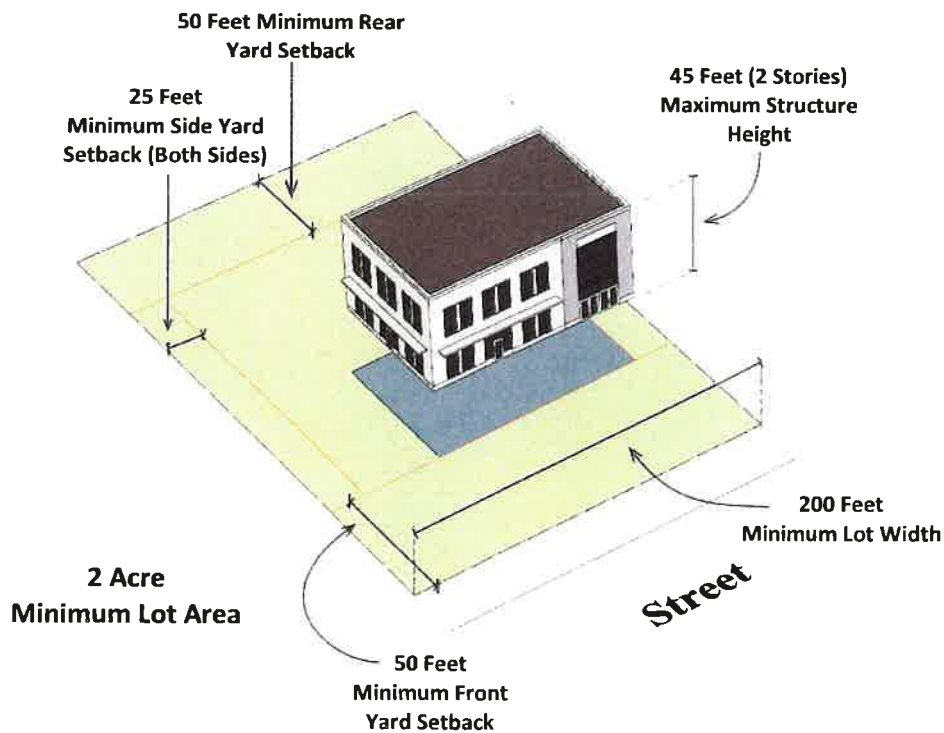 50 Feet Minimum Rear
Yard Setback
25 Feet
Minimum Side Yard
Setback (Both Sides)
45 Feet (2 Stories)
Maximum Structure
Height
200 Feet
Minimum Lot Width
Street
2 Acre
Minimum Lot Area
50 Feet
Minimum Front
Yard Setback